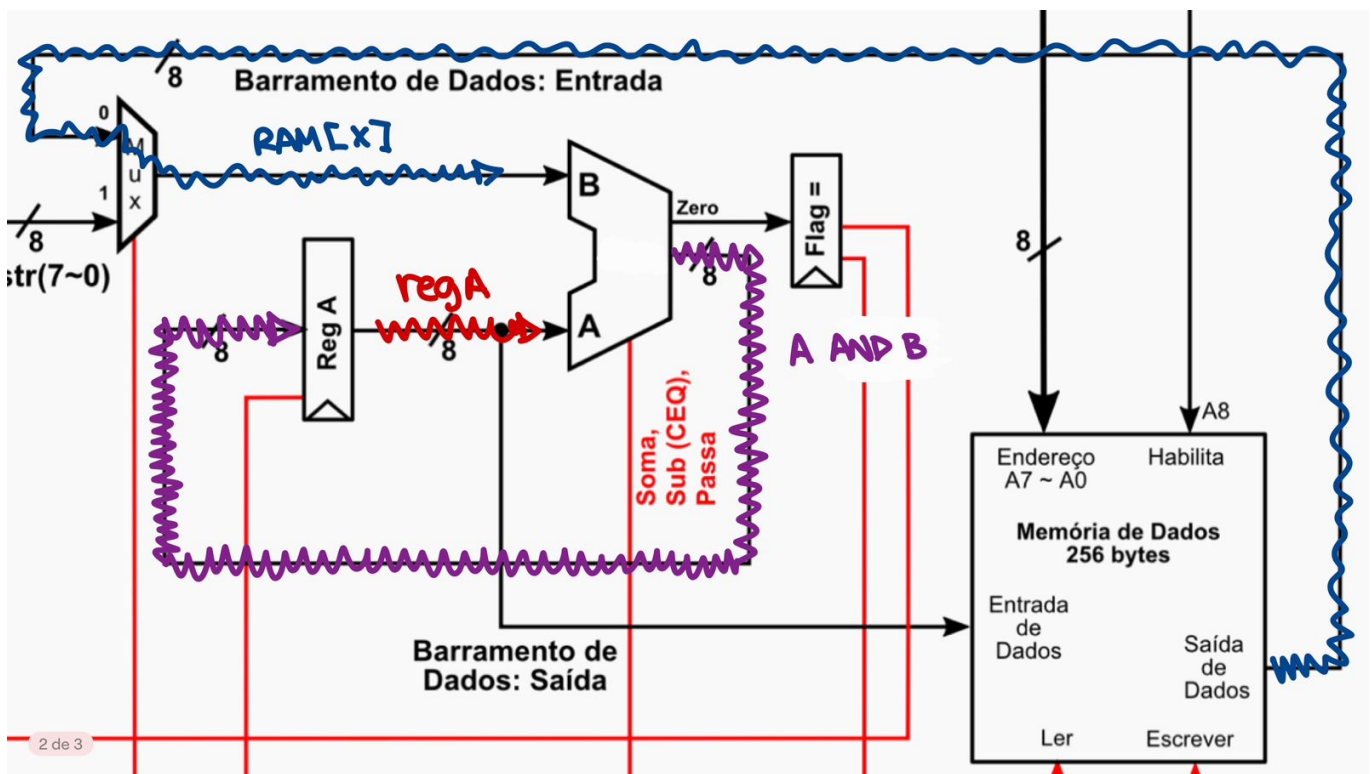 8
Barramento de Dados: Entrada
0
Mux
1
RAM[X]
8
str(7~0)
B
A
Zero
8
Flag =
8
8
Reg A
regA
8
A AND B
Soma,
Sub (CEQ),
Passa
A8
Endereço
A7 ~ A0
Habilita
Memória de Dados
256 bytes
Entrada
de
Dados
Saída
de
Dados
Ler
Escrever
Barramento de
Dados: Saída
2 de 3